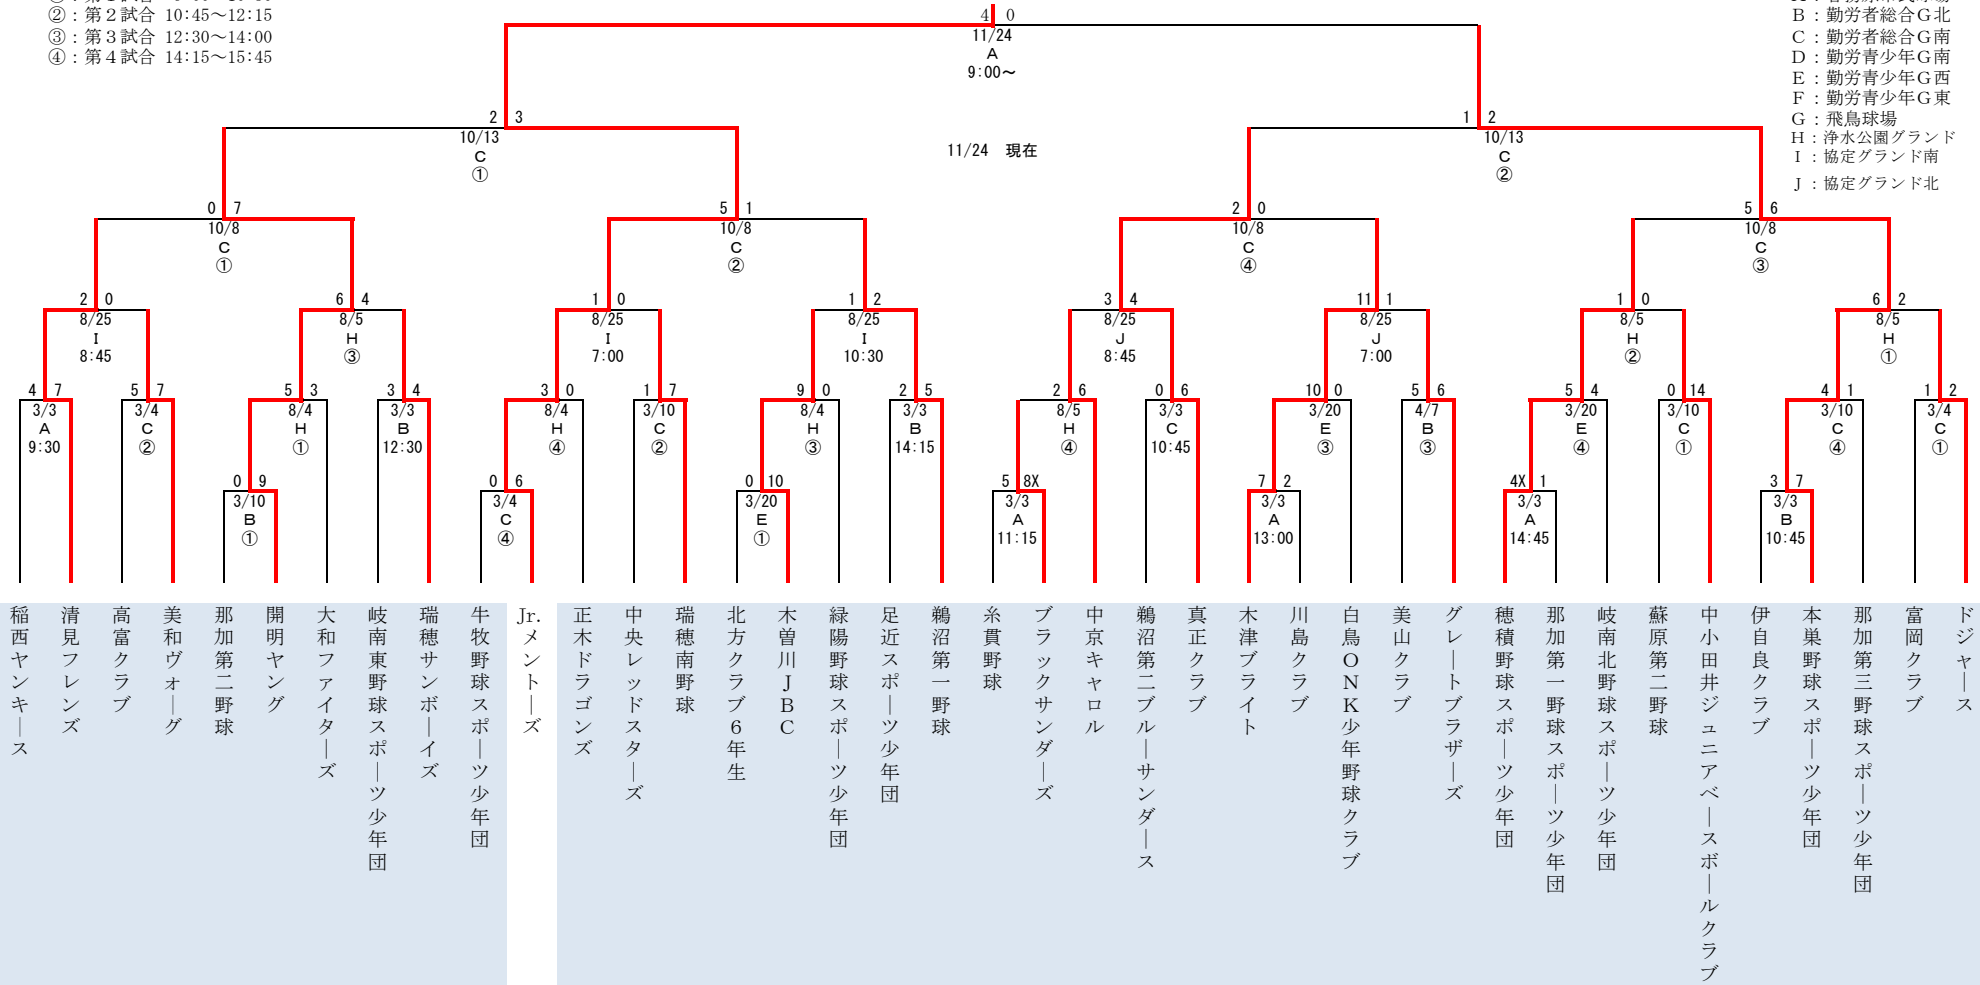 ②：第２試合 10:45～12:15
③：第３試合 12:30～14:00
④：第４試合 14:15～15:45
B：勤労者総合G北
C：勤労者総合G南
D：勤労青少年G南
E：勤労青少年G西
F：勤労青少年G東
G：飛鳥球場
H：浄水公園グランド
I：協定グランド南
J：協定グランド北
4 0
11/24
A
9:00～
11/24 現在
2 3
10/13
C
①
1 2
10/13
C
②
0 7
10/8
C
①
5 1
10/8
C
②
2 0
10/8
C
④
5 6
10/8
C
③
2 0
8/25
I
8:45
6 4
8/5
H
③
1 0
8/25
I
7:00
1 2
8/25
I
10:30
3 4
8/25
J
8:45
11 1
8/25
J
7:00
1 0
8/5
H
②
6 2
8/5
H
①
4 7
3/3
A
9:30
5 7
3/4
C
②
5 3
8/4
H
①
3 4
3/3
B
12:30
3 0
8/4
H
④
1 7
3/10
C
②
9 0
8/4
H
③
2 5
3/3
B
14:15
2 6
8/5
H
④
0 6
3/3
C
10:45
10 0
3/20
E
③
5 6
4/7
B
③
5 4
3/20
E
④
0 14
3/10
C
①
4 1
3/10
C
④
1 2
3/4
C
①
0 9
3/10
B
①
0 6
3/4
C
④
0 10
3/20
E
①
5 8X
3/3
A
11:15
7 2
3/3
A
13:00
4X 1
3/3
A
14:45
3 7
3/3
B
10:45
稲西ヤンキース
清見フレンズ
高富クラブ
美和ヴォーグ
那加第二野球
開明ヤング
大和ファイターズ
岐南東野球スポーツ少年団
瑞穂サンボーイズ
牛牧野球スポーツ少年団
Jr.メントーズ
正木ドラゴンズ
中央レッドスターズ
瑞穂南野球
北方クラブ６年生
木曽川ＪＢＣ
緑陽野球スポーツ少年団
足近スポーツ少年団
鵜沼第一野球
糸貫野球
ブラックサンダーズ
中京キャロル
鵜沼第二ブルーサンダース
真正クラブ
木津ブライト
川島クラブ
白鳥ＯＮＫ少年野球クラブ
美山クラブ
グレートブラザーズ
穂積野球スポーツ少年団
那加第一野球スポーツ少年団
岐南北野球スポーツ少年団
蘇原第二野球
中小田井ジュニアベースボールクラブ
伊自良クラブ
本巣野球スポーツ少年団
那加第三野球スポーツ少年団
富岡クラブ
ドジャース